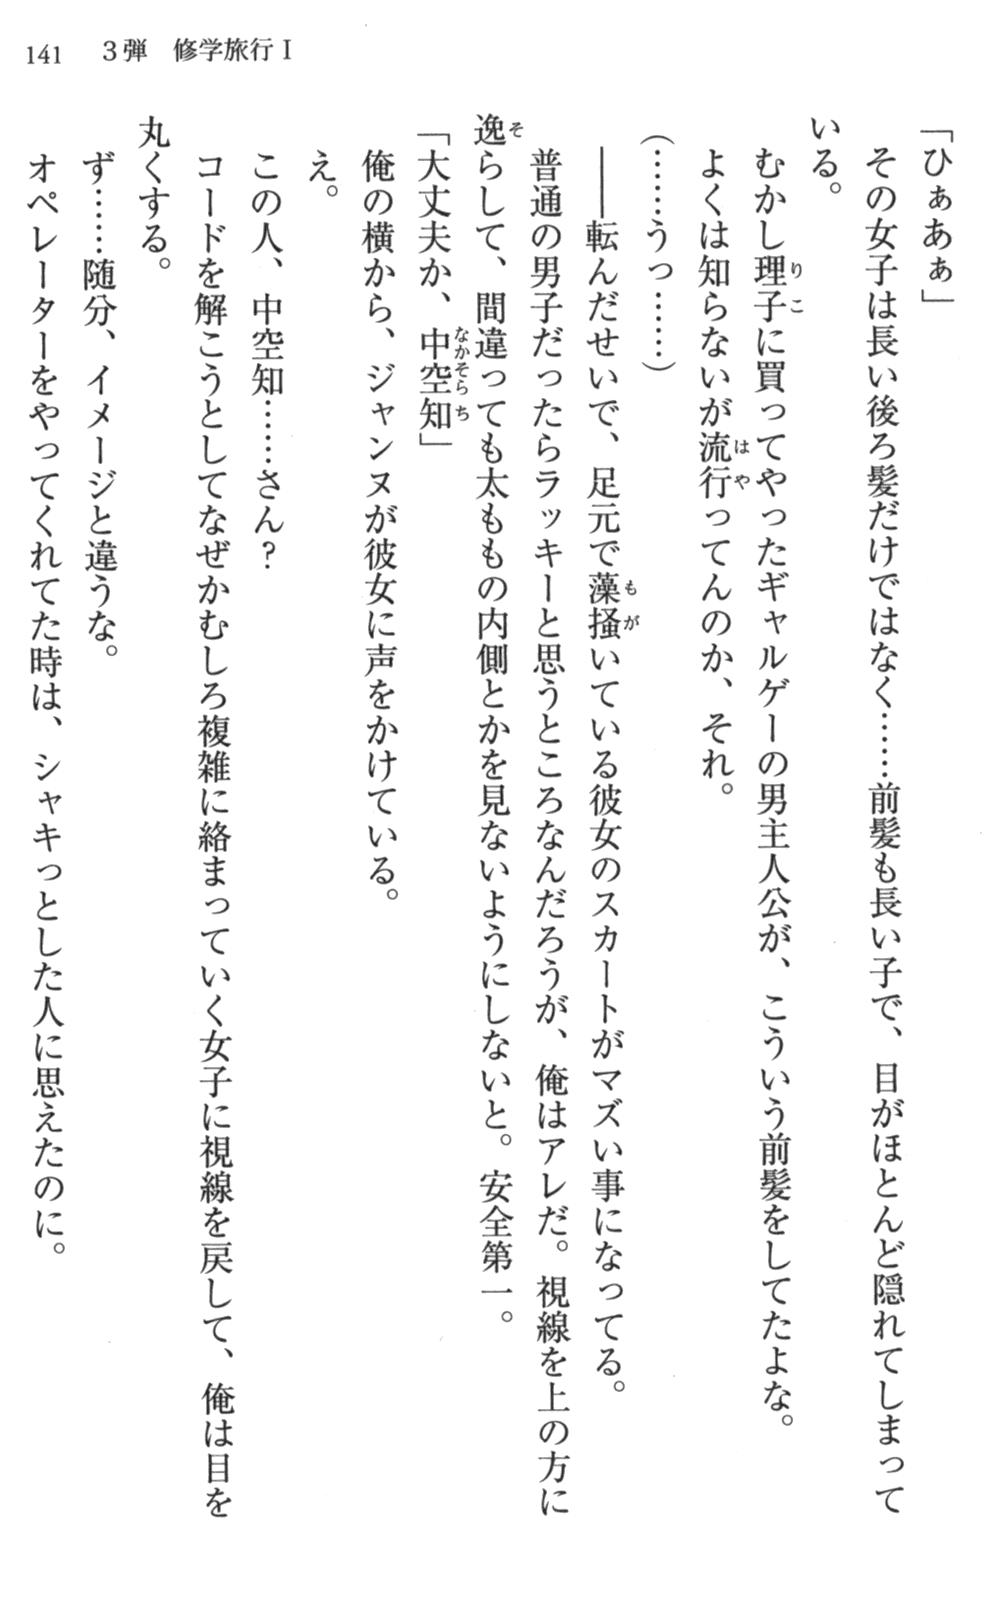 141　３弾　修学旅行Ⅰ
「ひぁあぁ」
その女子は長い後ろ髪だけではなく……前髪も長い子で、目がほとんど隠れてしまって
いる。
むかし理子に買ってやったギャルゲーの男主人公が、こういう前髪をしてたよな。
よくは知らないが流行ってんのか、それ。
（……うっ……）
――転んだせいで、足元で藻掻いている彼女のスカートがマズい事になってる。
普通の男子だったらラッキーと思うところなんだろうが、俺はアレだ。視線を上の方に
逸らして、間違っても太ももの内側とかを見ないようにしないと。安全第一。
「大丈夫か、中空知」
俺の横から、ジャンヌが彼女に声をかけている。
え。
この人、中空知……さん？
コードを解こうとしてなぜかむしろ複雑に絡まっていく女子に視線を戻して、俺は目を
丸くする。
ず……随分、イメージと違うな。
オペレーターをやってくれてた時は、シャキっとした人に思えたのに。
りこ
はや
もが
そ
なかそらち